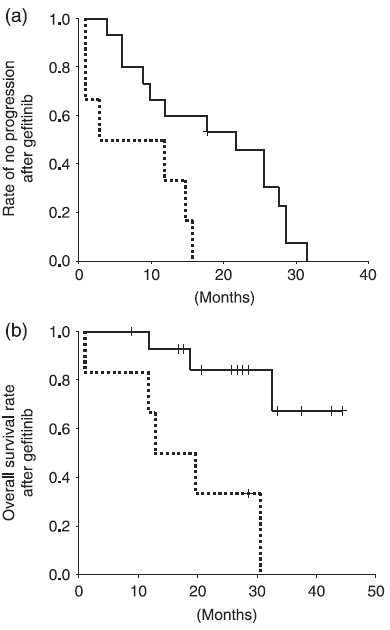 (a)
Rate of no progression
after gefitinib
1.0
0.8
0.6
0.4
0.2
0.0
0 10 20 30 40
(Months)
(b)
Overall survival rate
after gefitinib
1.0
0.8
0.6
0.4
0.2
0.0
0 10 20 30 40 50
(Months)